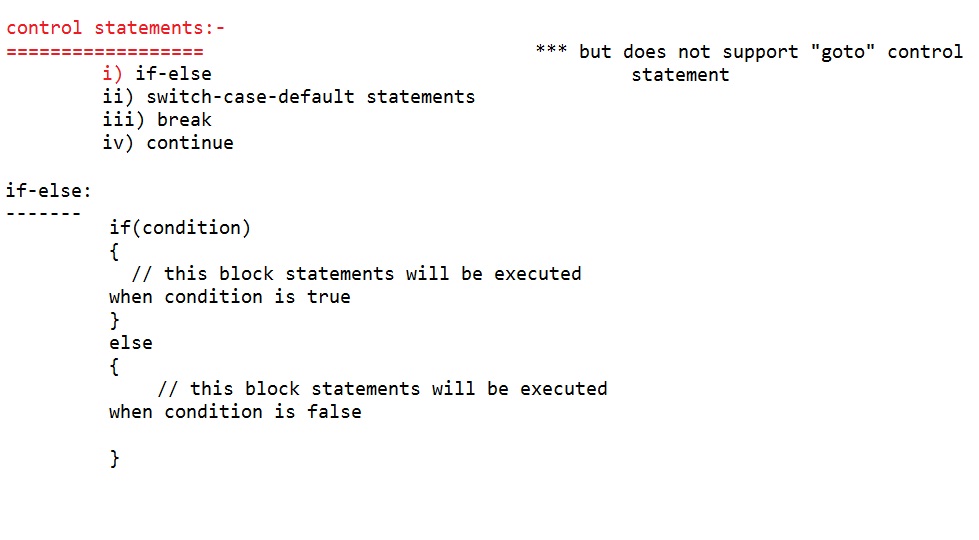 control statements:-
==================
*** but does not support "goto" control
statement
i) if-else
ii) switch-case-default statements
iii) break
iv) continue
if-else:
-------
if(condition)
{
// this block statements will be executed
when condition is true
}
else
{
// this block statements will be executed
when condition is false
}